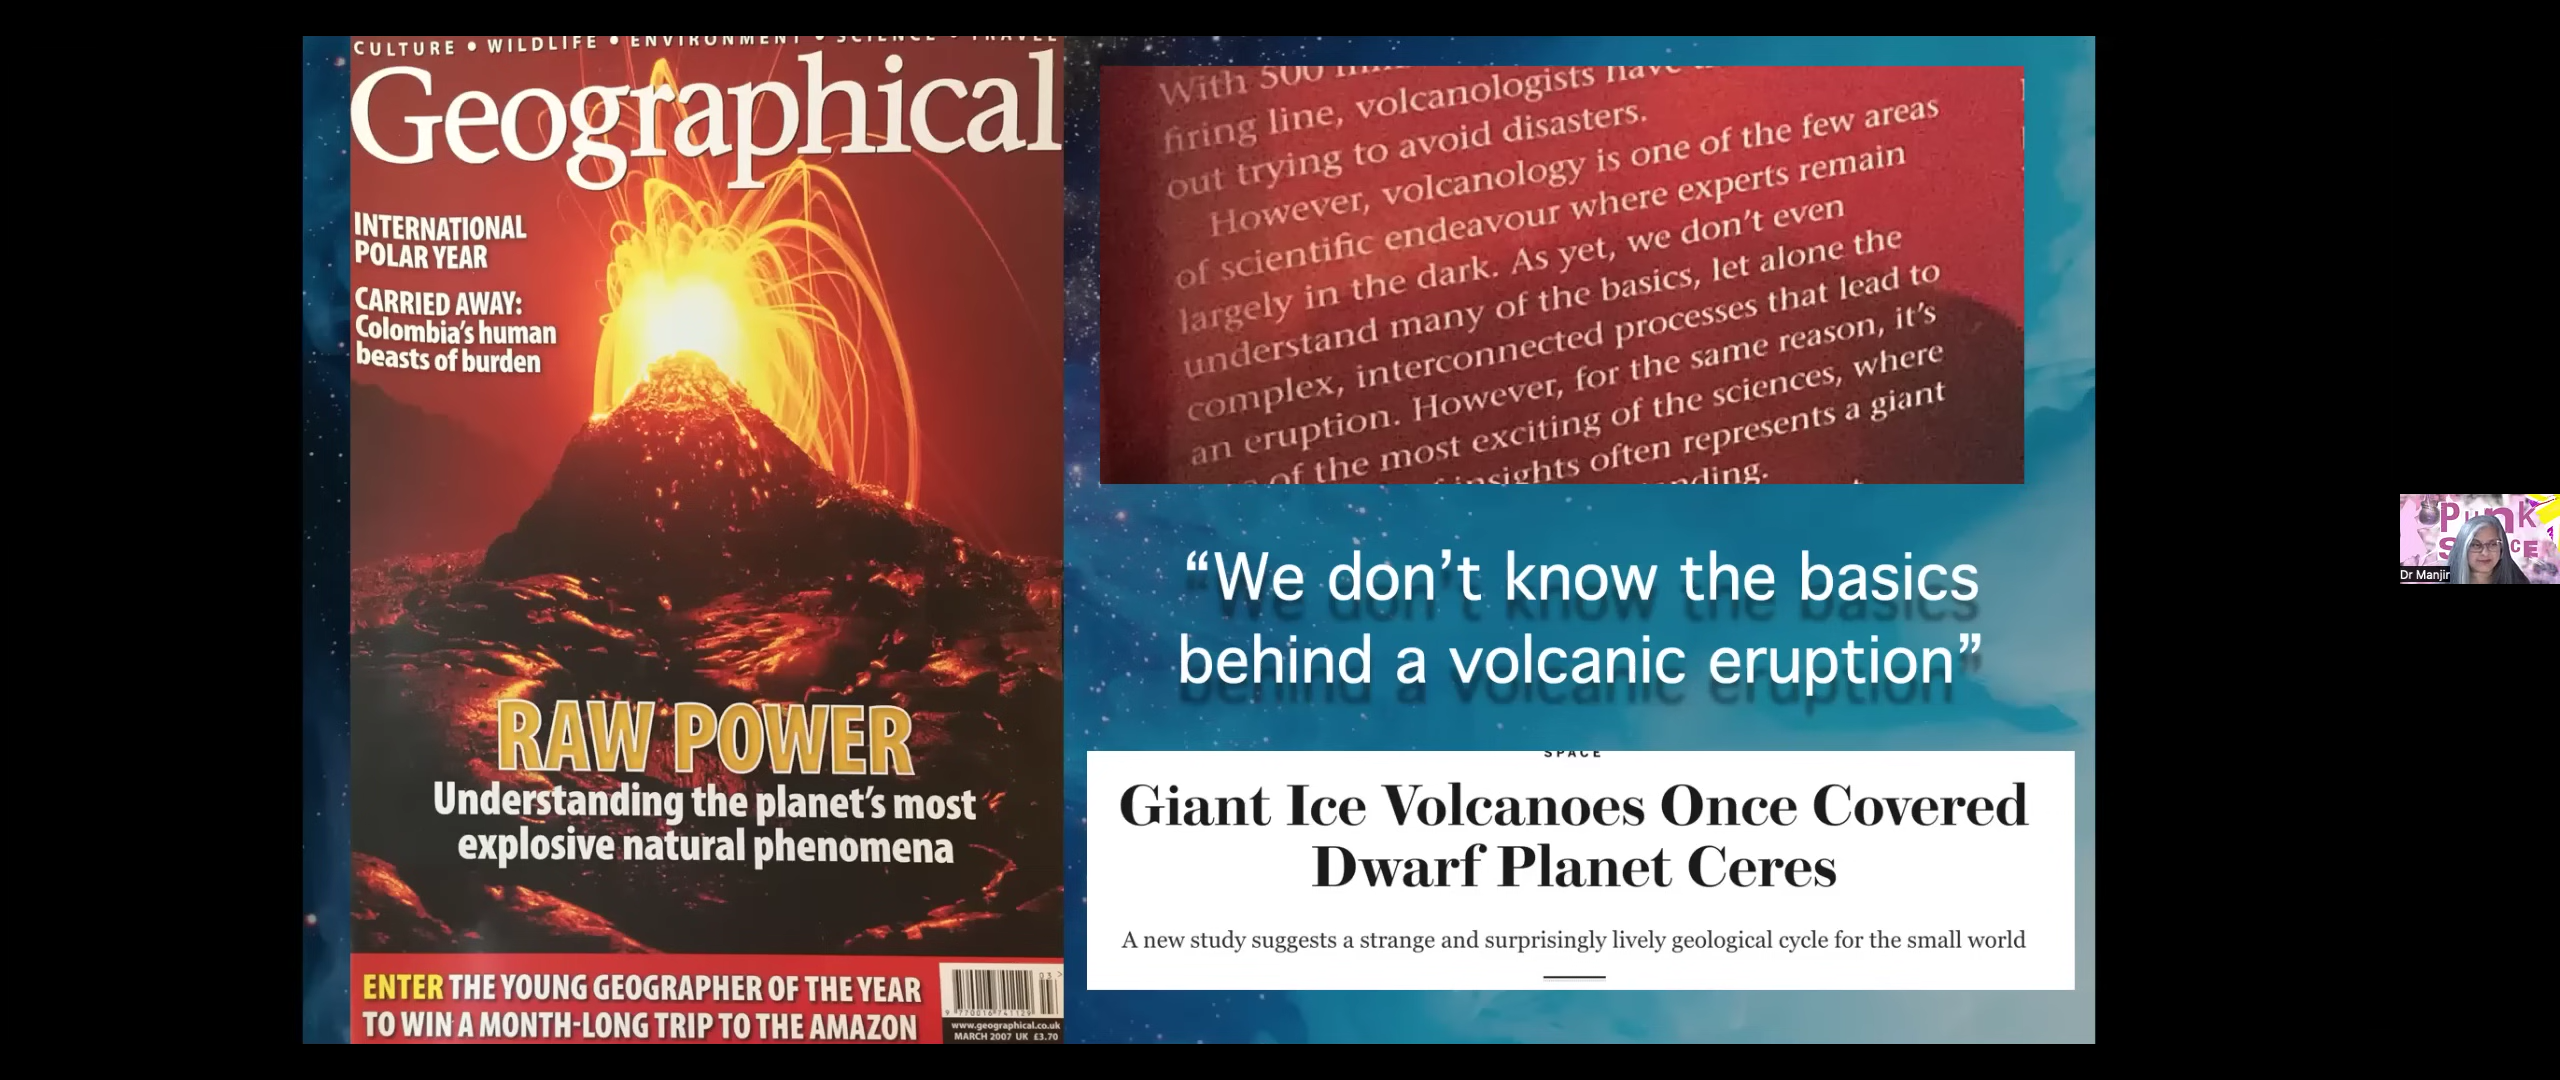 CULTURE • WILDLIFE • ENVIRONMENT • SCIENCE • TRAVEL
Geographical
INTERNATIONAL
POLAR YEAR
CARRIED AWAY:
Colombia's human
beasts of burden
RAW POWER
Understanding the planet's most
explosive natural phenomena
ENTER THE YOUNG GEOGRAPHER OF THE YEAR
TO WIN A MONTH-LONG TRIP TO THE AMAZON
03
www.geographical.co.uk
MARCH 2007 UK £3.70
With 500
firing line, volcanologists have
out trying to avoid disasters.
However, volcanology is one of the few areas
of scientific endeavour where experts remain
largely in the dark. As yet, we don't even
understand many of the basics, let alone the
complex, interconnected processes that lead to
an eruption. However, for the same reason, it's
of the most exciting of the sciences, where
insights often represents a giant
“We don’t know the basics
behind a volcanic eruption”
SPACE
Giant Ice Volcanoes Once Covered
Dwarf Planet Ceres
A new study suggests a strange and surprisingly lively geological cycle for the small world
Punk
Dr Manjir